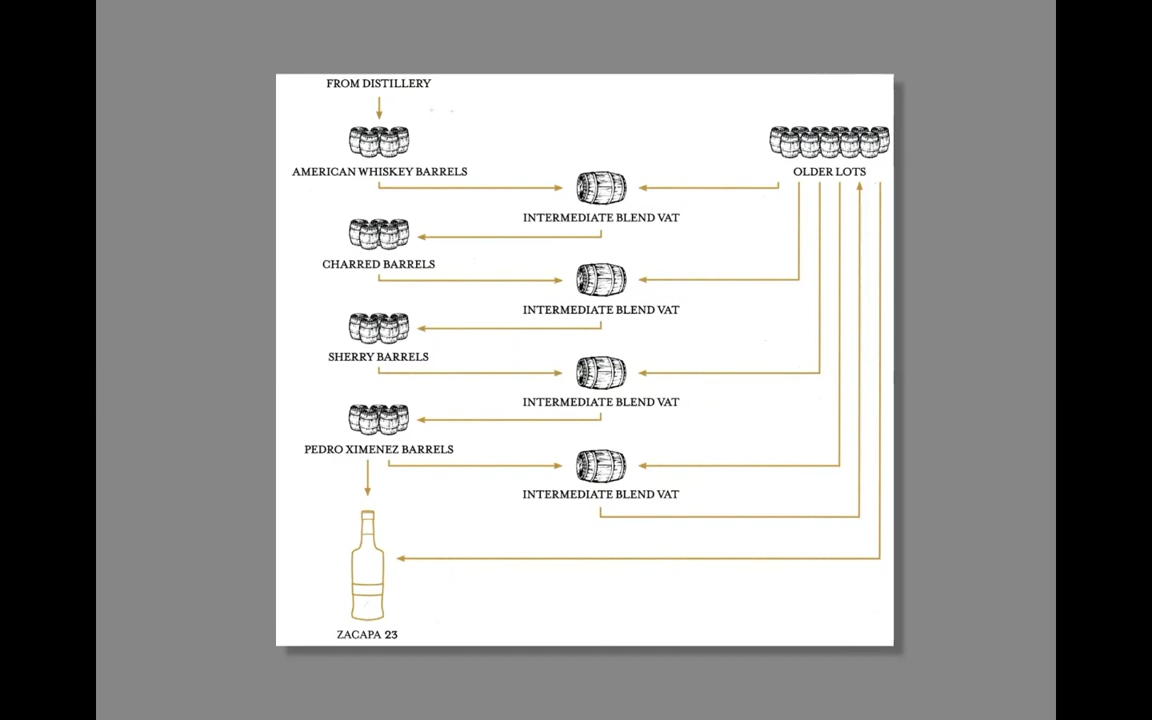 FROM DISTILLERY
AMERICAN WHISKEY BARRELS
OLDER LOTS
INTERMEDIATE BLEND VAT
CHARRED BARRELS
INTERMEDIATE BLEND VAT
SHERRY BARRELS
INTERMEDIATE BLEND VAT
PEDRO XIMENEZ BARRELS
INTERMEDIATE BLEND VAT
ZACAPA 23